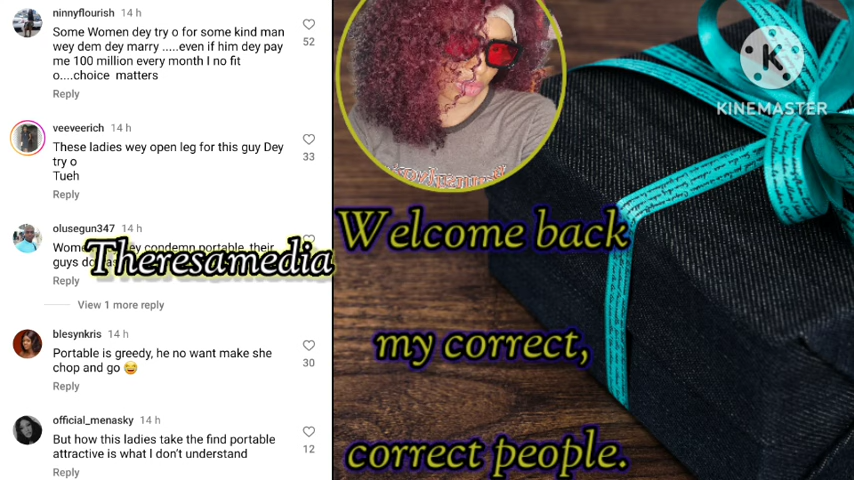 ninnyflourish 14 h
Some Women dey try o for some kind man
wey dem dey marry .....even if him dey pay
me 100 million every month I no fit
o....choice matters
52
Reply
veeveerich 14 h
These ladies wey open leg for this guy Dey
try o
Tueh
33
Reply
olusegun347 14 h
condemn portable, their
guys
Reply
Theresamedia
View 1 more reply
blesynkris 14 h
Portable is greedy, he no want make she
chop and go 😂
30
Reply
official_menasky 14 h
But how this ladies take the find portable
attractive is what I don't understand
12
Reply
K
KINEMASTER
Welcome back
my correct,
correct people.